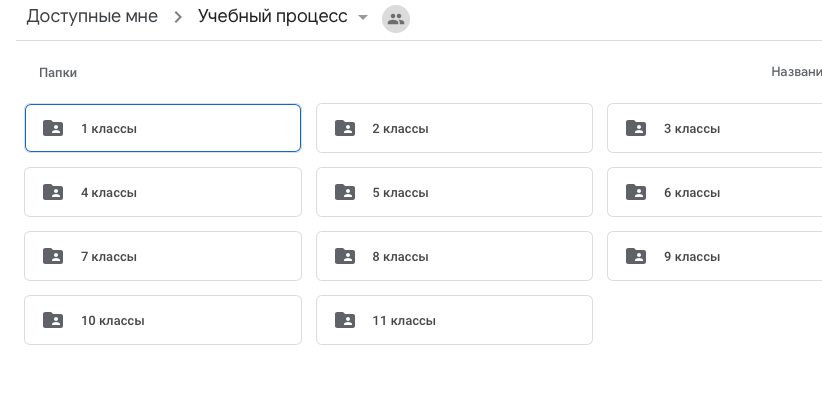 Доступные мне > Учебный процесс
Папки Названи
1 классы 2 классы 3 классы
4 классы 5 классы 6 классы
7 классы 8 классы 9 классы
10 классы 11 классы